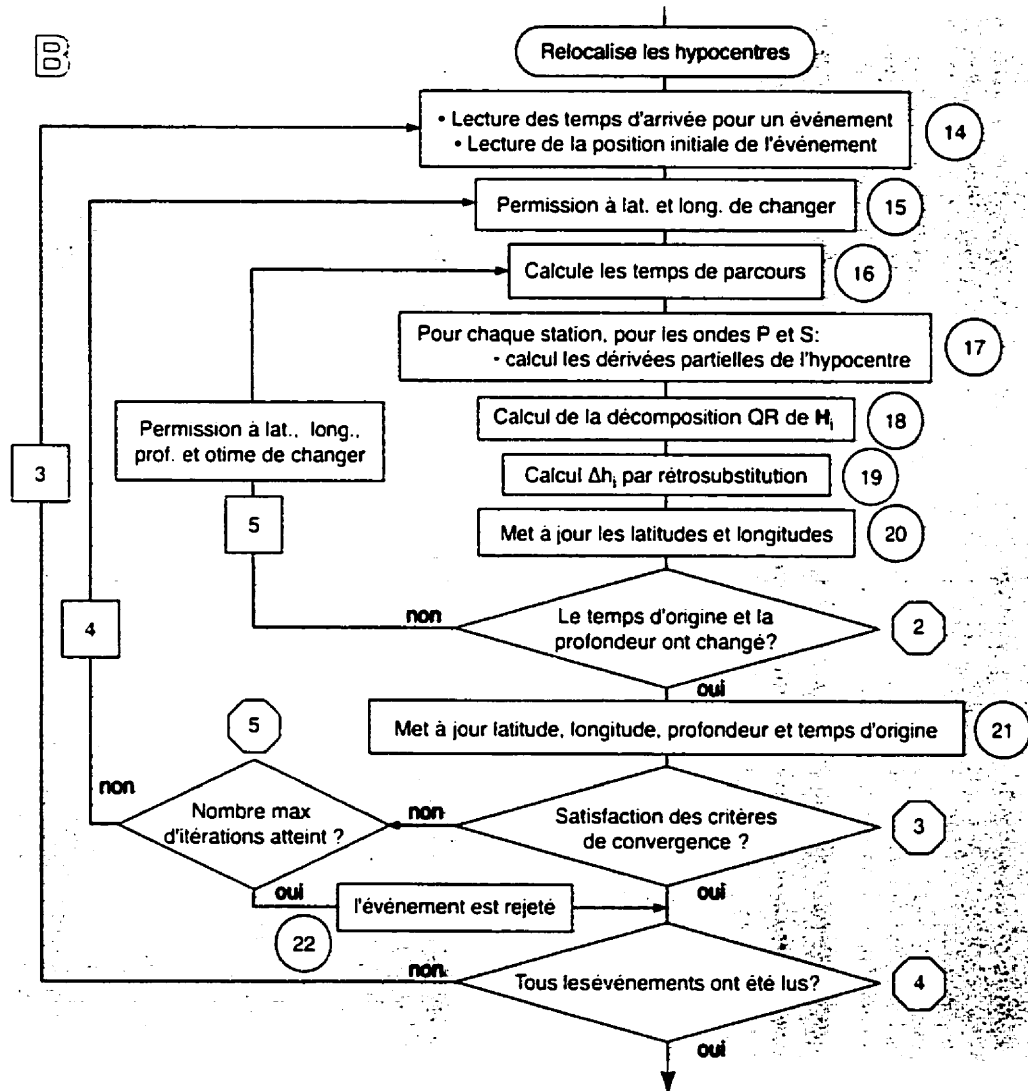 B
Relocalise les hypocentres
• Lecture des temps d'arrivée pour un événement
• Lecture de la position initiale de l'événement
14
Permission à lat. et long. de changer
15
Calcule les temps de parcours
16
Pour chaque station, pour les ondes P et S:
- calcul les dérivées partielles de l'hypocentre
17
Permission à lat., long.,
prof. et otime de changer
Calcul de la décomposition QR de Hi
18
3
Calcul Δhi par rétrosubstitution
19
5
Met à jour les latitudes et longitudes
20
4
non
Le temps d'origine et la
profondeur ont changé?
2
oui
5
Met à jour latitude, longitude, profondeur et temps d'origine
21
non
Nombre max
d'itérations atteint ?
non
Satisfaction des critères
de convergence ?
3
oui
l'événement est rejeté
oui
22
non
Tous lesévénements ont été lus?
4
oui